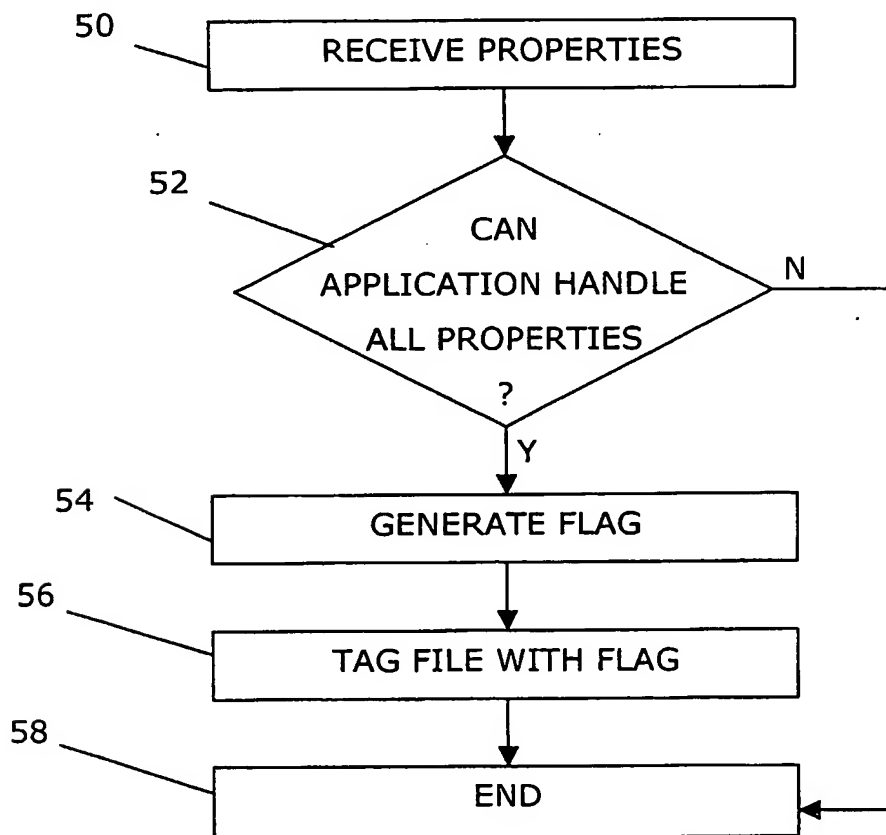 50
RECEIVE PROPERTIES
52
CAN
APPLICATION HANDLE
ALL PROPERTIES
?
N
Y
54
GENERATE FLAG
56
TAG FILE WITH FLAG
58
END